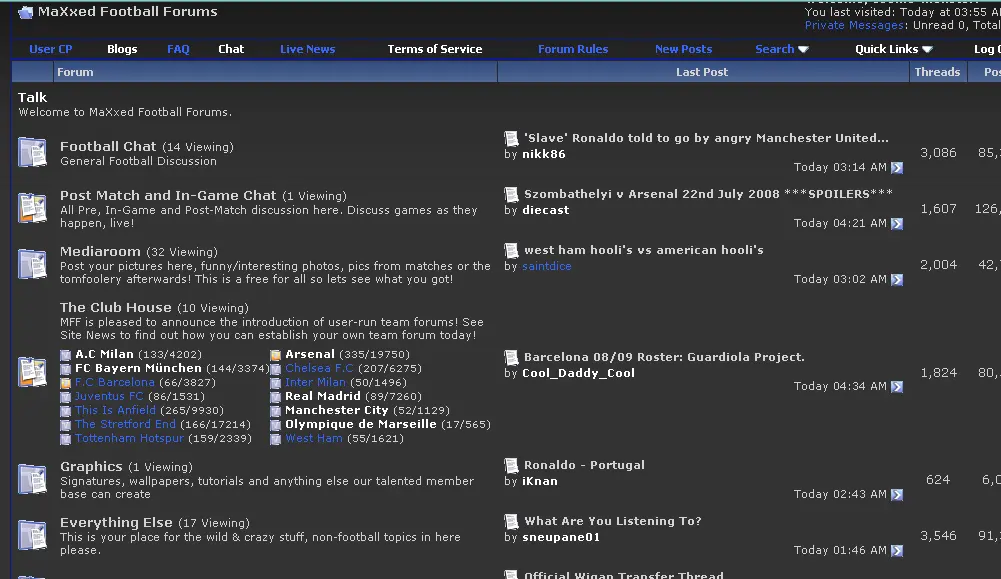 MaXxed Football Forums
You last visited: Today at 03:55
Private Messages: Unread 0, Total
User CP Blogs FAQ Chat Live News Terms of Service Forum Rules New Posts Search Quick Links Log
Forum Last Post Threads
Talk
Welcome to MaXxed Football Forums.
Football Chat (14 Viewing)
General Football Discussion
'Slave' Ronaldo told to go by angry Manchester United...
by nikk86
Today 03:14 AM
3,086 85,
Post Match and In-Game Chat (1 Viewing)
All Pre, In-Game and Post-Match discussion here. Discuss games as they
happen, live!
Szombathelyi v Arsenal 22nd July 2008 ***SPOILERS***
by diecast
Today 04:21 AM
1,607 126,
Mediaroom (32 Viewing)
Post your pictures here, funny/interesting photos, pics from matches or the
tomfoolery afterwards! This is a free for all so lets see what you got!
west ham hooli's vs american hooli's
by saintdice
Today 03:02 AM
2,004 42,
The Club House (10 Viewing)
MFF is pleased to announce the introduction of user-run team forums! See
Site News to find out how you can establish your own team forum today!
A.C Milan (133/4202) Arsenal (335/19750)
FC Bayern München (144/3374) Chelsea F.C (207/6275)
F.C Barcelona (66/3827) Inter Milan (50/1496)
Juventus FC (86/1531) Real Madrid (89/7260)
This Is Anfield (265/9930) Manchester City (52/1129)
The Stretford End (166/17214) Olympique de Marseille (17/565)
Tottenham Hotspur (159/2339) West Ham (55/1621)
Barcelona 08/09 Roster: Guardiola Project.
by Cool_Daddy_Cool
Today 04:34 AM
1,824 80,
Graphics (1 Viewing)
Signatures, wallpapers, tutorials and anything else our talented member
base can create
Ronaldo - Portugal
by iKnan
Today 02:43 AM
624 6,0
Everything Else (17 Viewing)
This is your place for the wild & crazy stuff, non-football topics in here
please.
What Are You Listening To?
by sneupane01
Today 01:46 AM
3,546 91,
Official Wigan Transfer Thread